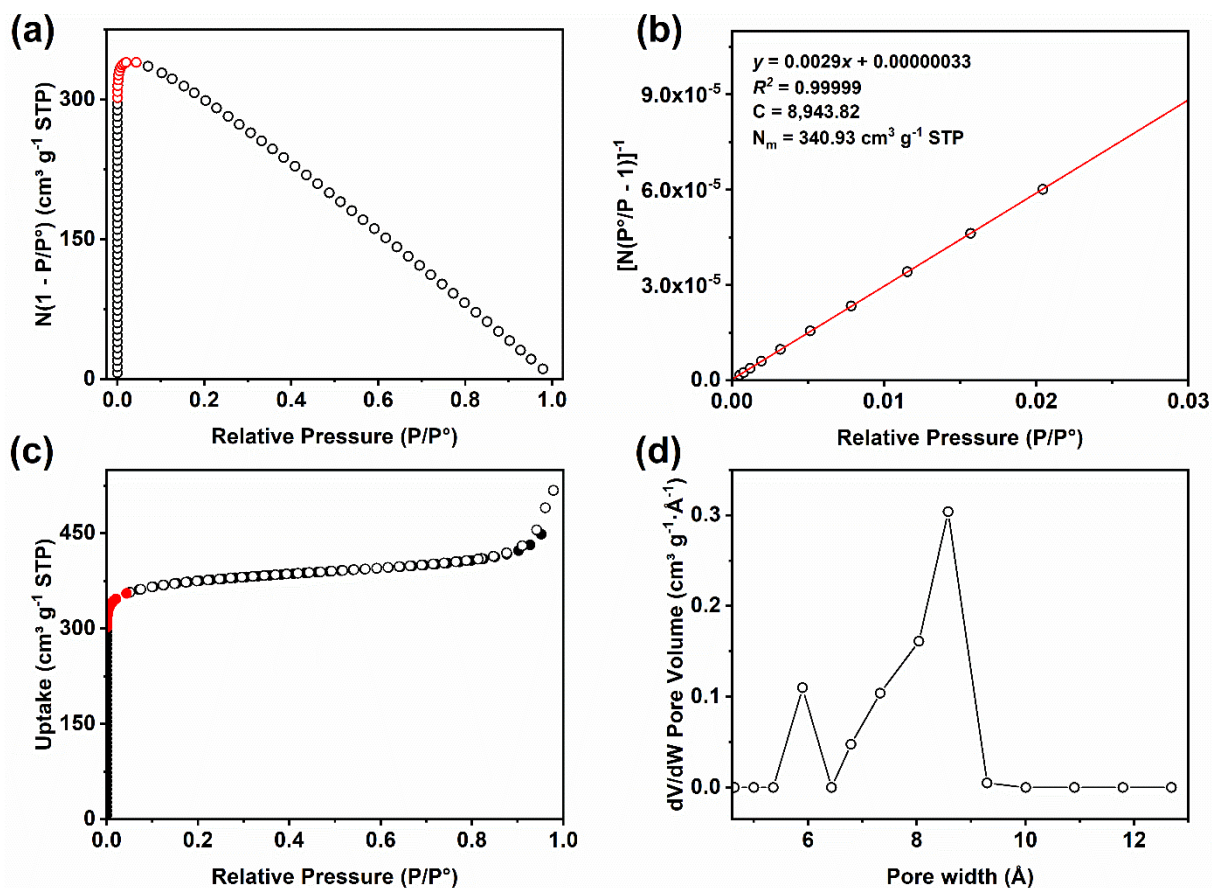 (a)
N(1 - P/P°) (cm³ g⁻¹ STP)
300
150
0
0.0 0.2 0.4 0.6 0.8 1.0
Relative Pressure (P/P°)
(b)
y = 0.0029x + 0.00000033
R² = 0.99999
C = 8,943.82
Nₘ = 340.93 cm³ g⁻¹ STP
[N(P°/P - 1)]⁻¹
9.0x10⁻⁵
6.0x10⁻⁵
3.0x10⁻⁵
0.0
0.00 0.01 0.02 0.03
Relative Pressure (P/P°)
(c)
Uptake (cm³ g⁻¹ STP)
450
300
150
0
0.0 0.2 0.4 0.6 0.8 1.0
Relative Pressure (P/P°)
(d)
dV/dW Pore Volume (cm³ g⁻¹·Å⁻¹)
0.3
0.2
0.1
0.0
6 8 10 12
Pore width (Å)